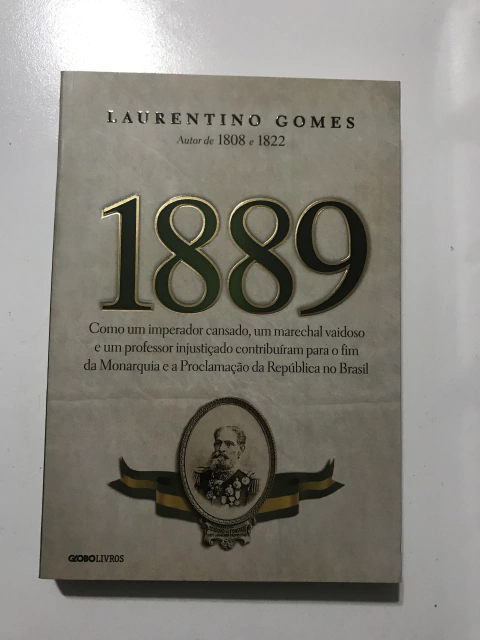 LAURENTINO GOMES
Autor de 1808 e 1822
1889
Como um imperador cansado, um marechal vaidoso
e um professor injustiçado contribuíram para o fim
da Monarquia e a Proclamação da República no Brasil
GLOBOLIVROS